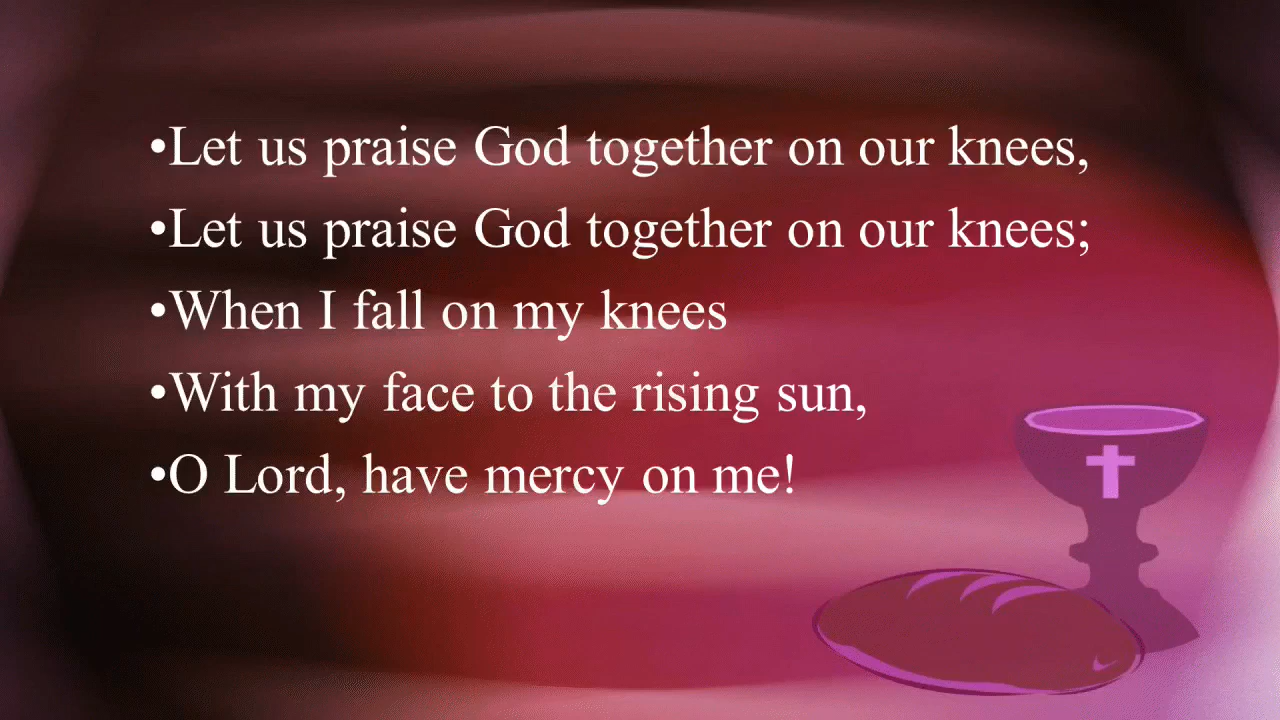 •Let us praise God together on our knees,
•Let us praise God together on our knees;
•When I fall on my knees
•With my face to the rising sun,
•O Lord, have mercy on me!